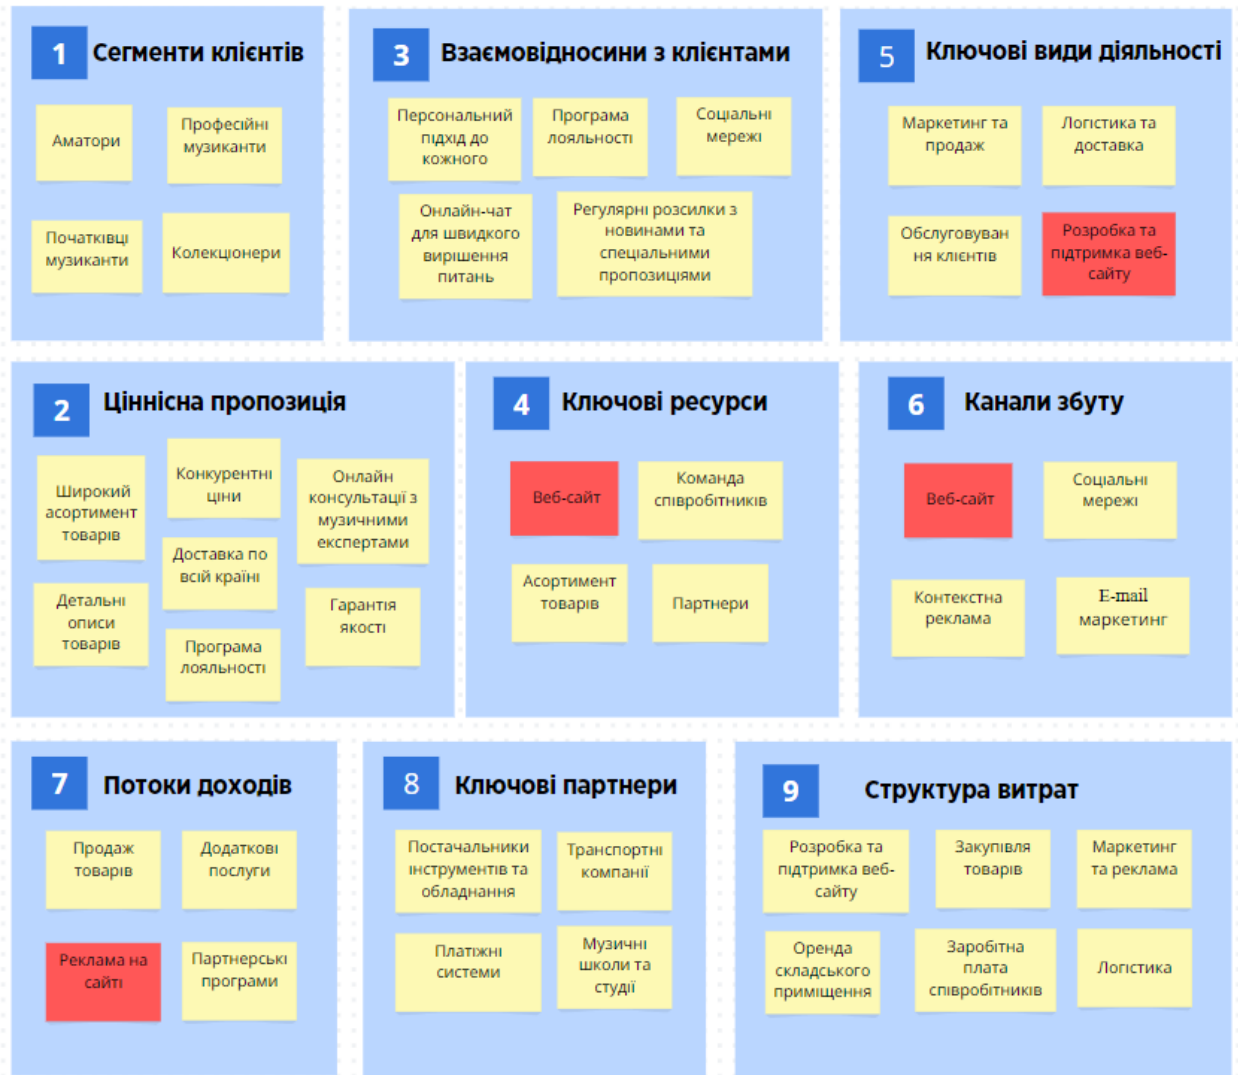 1 Сегменти клієнтів
Аматори
Професійні
музиканти
Початківці
музиканти
Колекціонери
3 Взаємовідносини з клієнтами
Персональний
підхід до
кожного
Програма
лояльності
Соціальні
мережі
Онлайн-чат
для швидкого
вирішення
питань
Регулярні розсилки з
новинами та
спеціальними
пропозиціями
5 Ключові види діяльності
Маркетинг та
продаж
Логістика та
доставка
Обслуговуван
ня клієнтів
Розробка та
підтримка веб-
сайту
2 Ціннісна пропозиція
Широкий
асортимент
товарів
Конкурентні
ціни
Онлайн
консультації з
музичними
експертами
Доставка по
всій країні
Детальні
описи
товарів
Програма
лояльності
Гарантія
якості
4 Ключові ресурси
Веб-сайт
Команда
співробітників
Асортимент
товарів
Партнери
6 Канали збуту
Веб-сайт
Соціальні
мережі
Контекстна
реклама
E-mail
маркетинг
7 Потоки доходів
Продаж
товарів
Додаткові
послуги
Реклама на
сайті
Партнерські
програми
8 Ключові партнери
Постачальники
інструментів та
обладнання
Транспортні
компанії
Платіжні
системи
Музичні
школи та
студії
9 Структура витрат
Розробка та
підтримка веб-
сайту
Закупівля
товарів
Маркетинг
та реклама
Оренда
складського
приміщення
Заробітна
плата
співробітників
Логістика